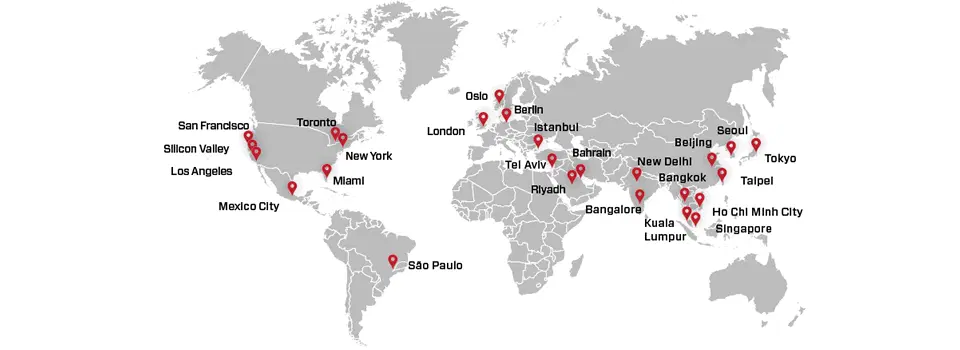 Oslo
Berlin
San Francisco
Toronto
London
Istanbul
Seoul
Beijing
Silicon Valley
New York
Bahrain
Tokyo
Los Angeles
Tel Aviv
New Delhi
Miami
Riyadh
Bangkok
Taipei
Mexico City
Bangalore
Ho Chi Minh City
Kuala
Lumpur
Singapore
São Paulo